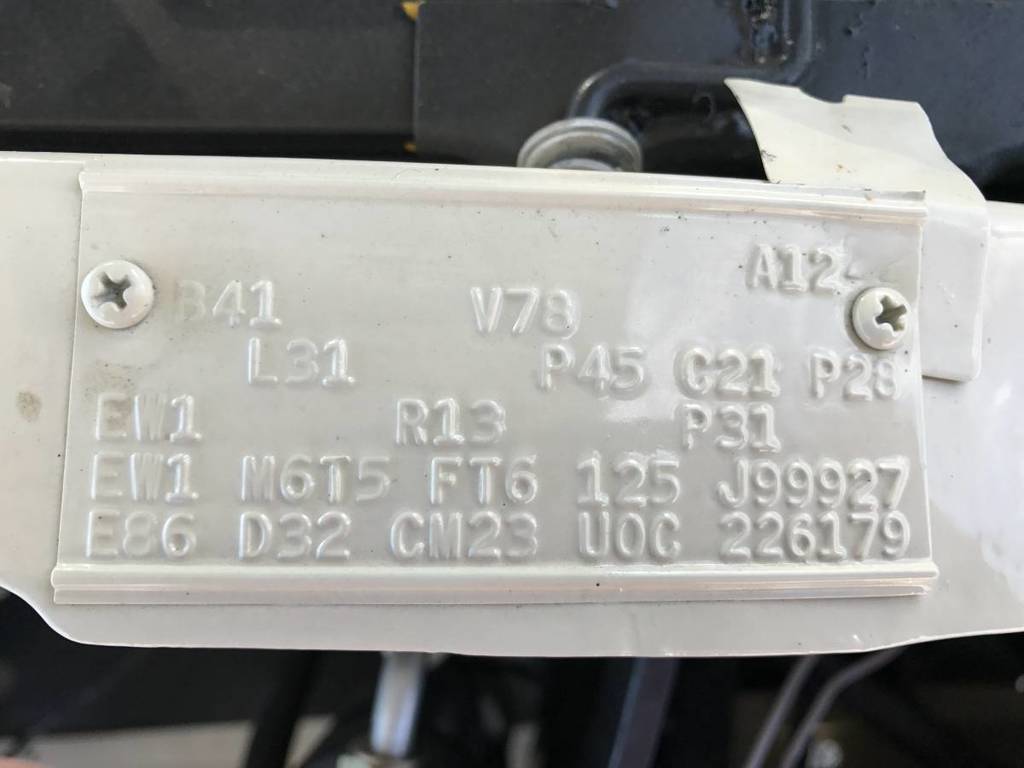 A12
B41 V78
L31 P45 C21 P28
EW1 R13 P31
EW1 M6T5 FT6 125 J99927
E86 D32 CM23 U0C 226179